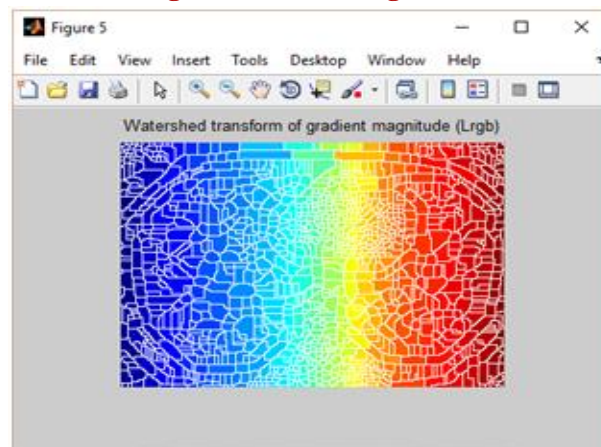 Figure 5
File Edit View Insert Tools Desktop Window Help
Watershed transform of gradient magnitude (Lrgb)